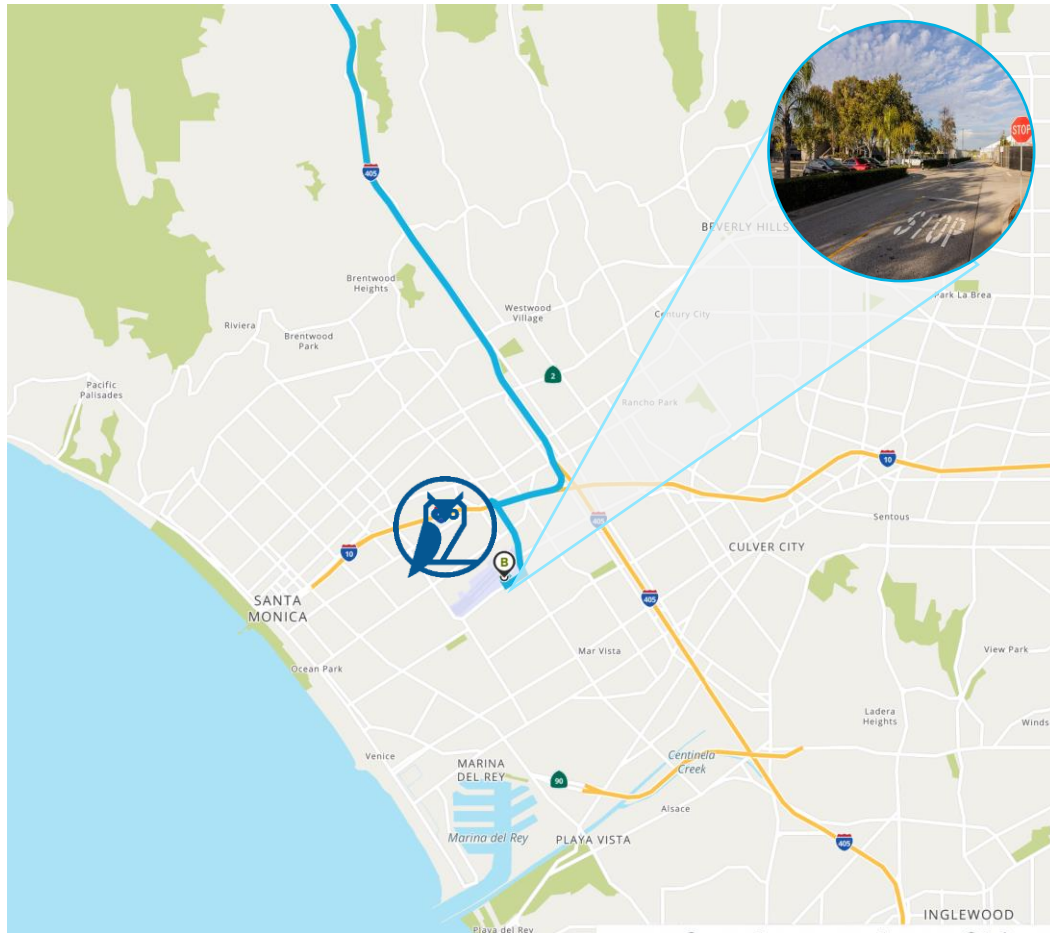 405
BEVERLY HILLS
STOP
STOP
Brentwood
Heights
Westwood
Village
Century City
Park La Brea
Riviera
Brentwood
Park
2
Pacific
Palisades
Rancho Park
10
Sentous
405
10
CULVER CITY
B
SANTA
MONICA
405
Mar Vista
View Park
Ocean Park
Ladera
Heights
Winds
Venice
MARINA
DEL REY
Centinela
Creek
90
Alsace
Marina del Rey
PLAYA VISTA
405
INGLEWOOD
Playa del Rey